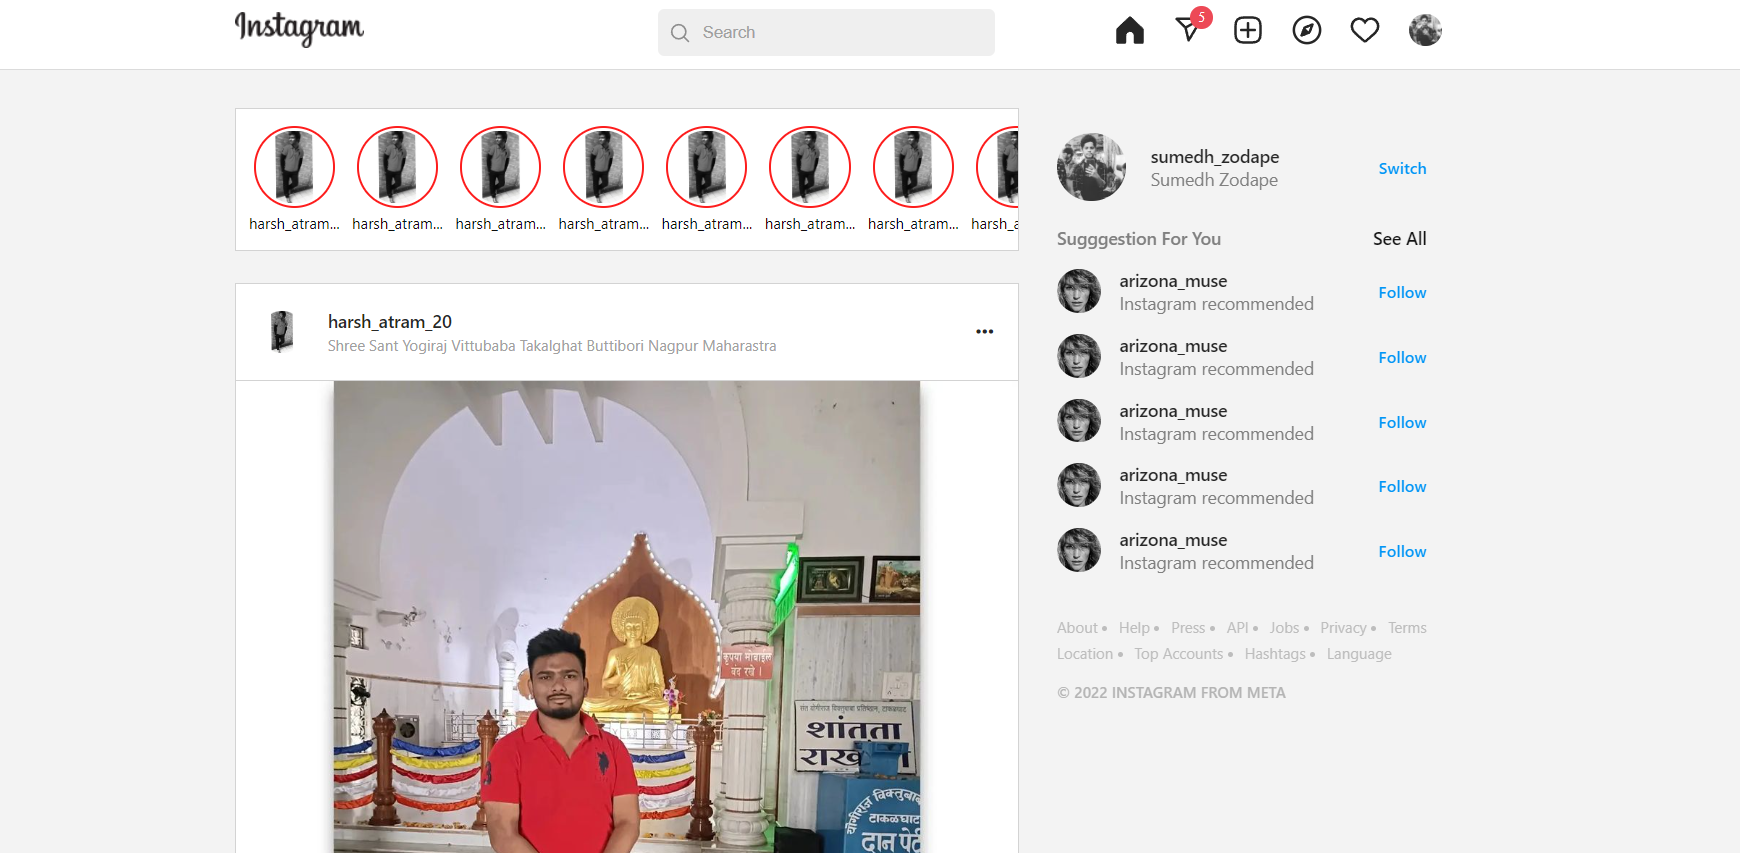 Instagram
Search
5
harsh_atram... harsh_atram... harsh_atram... harsh_atram... harsh_atram... harsh_atram... harsh_atram... harsh_a
sumedh_zodape
Sumedh Zodape
Switch
Sugggestion For You
See All
arizona_muse
Instagram recommended
Follow
arizona_muse
Instagram recommended
Follow
arizona_muse
Instagram recommended
Follow
arizona_muse
Instagram recommended
Follow
arizona_muse
Instagram recommended
Follow
About • Help • Press • API • Jobs • Privacy • Terms
Location • Top Accounts • Hashtags • Language
© 2022 INSTAGRAM FROM META
harsh_atram_20
Shree Sant Yogiraj Vittubaba Takalghat Buttibori Nagpur Maharastra
कृपया मोबाईल
बंद रखे ।
शांतता
योगीराज विक्तुबाबा
टाकळघाट
दान पेटी